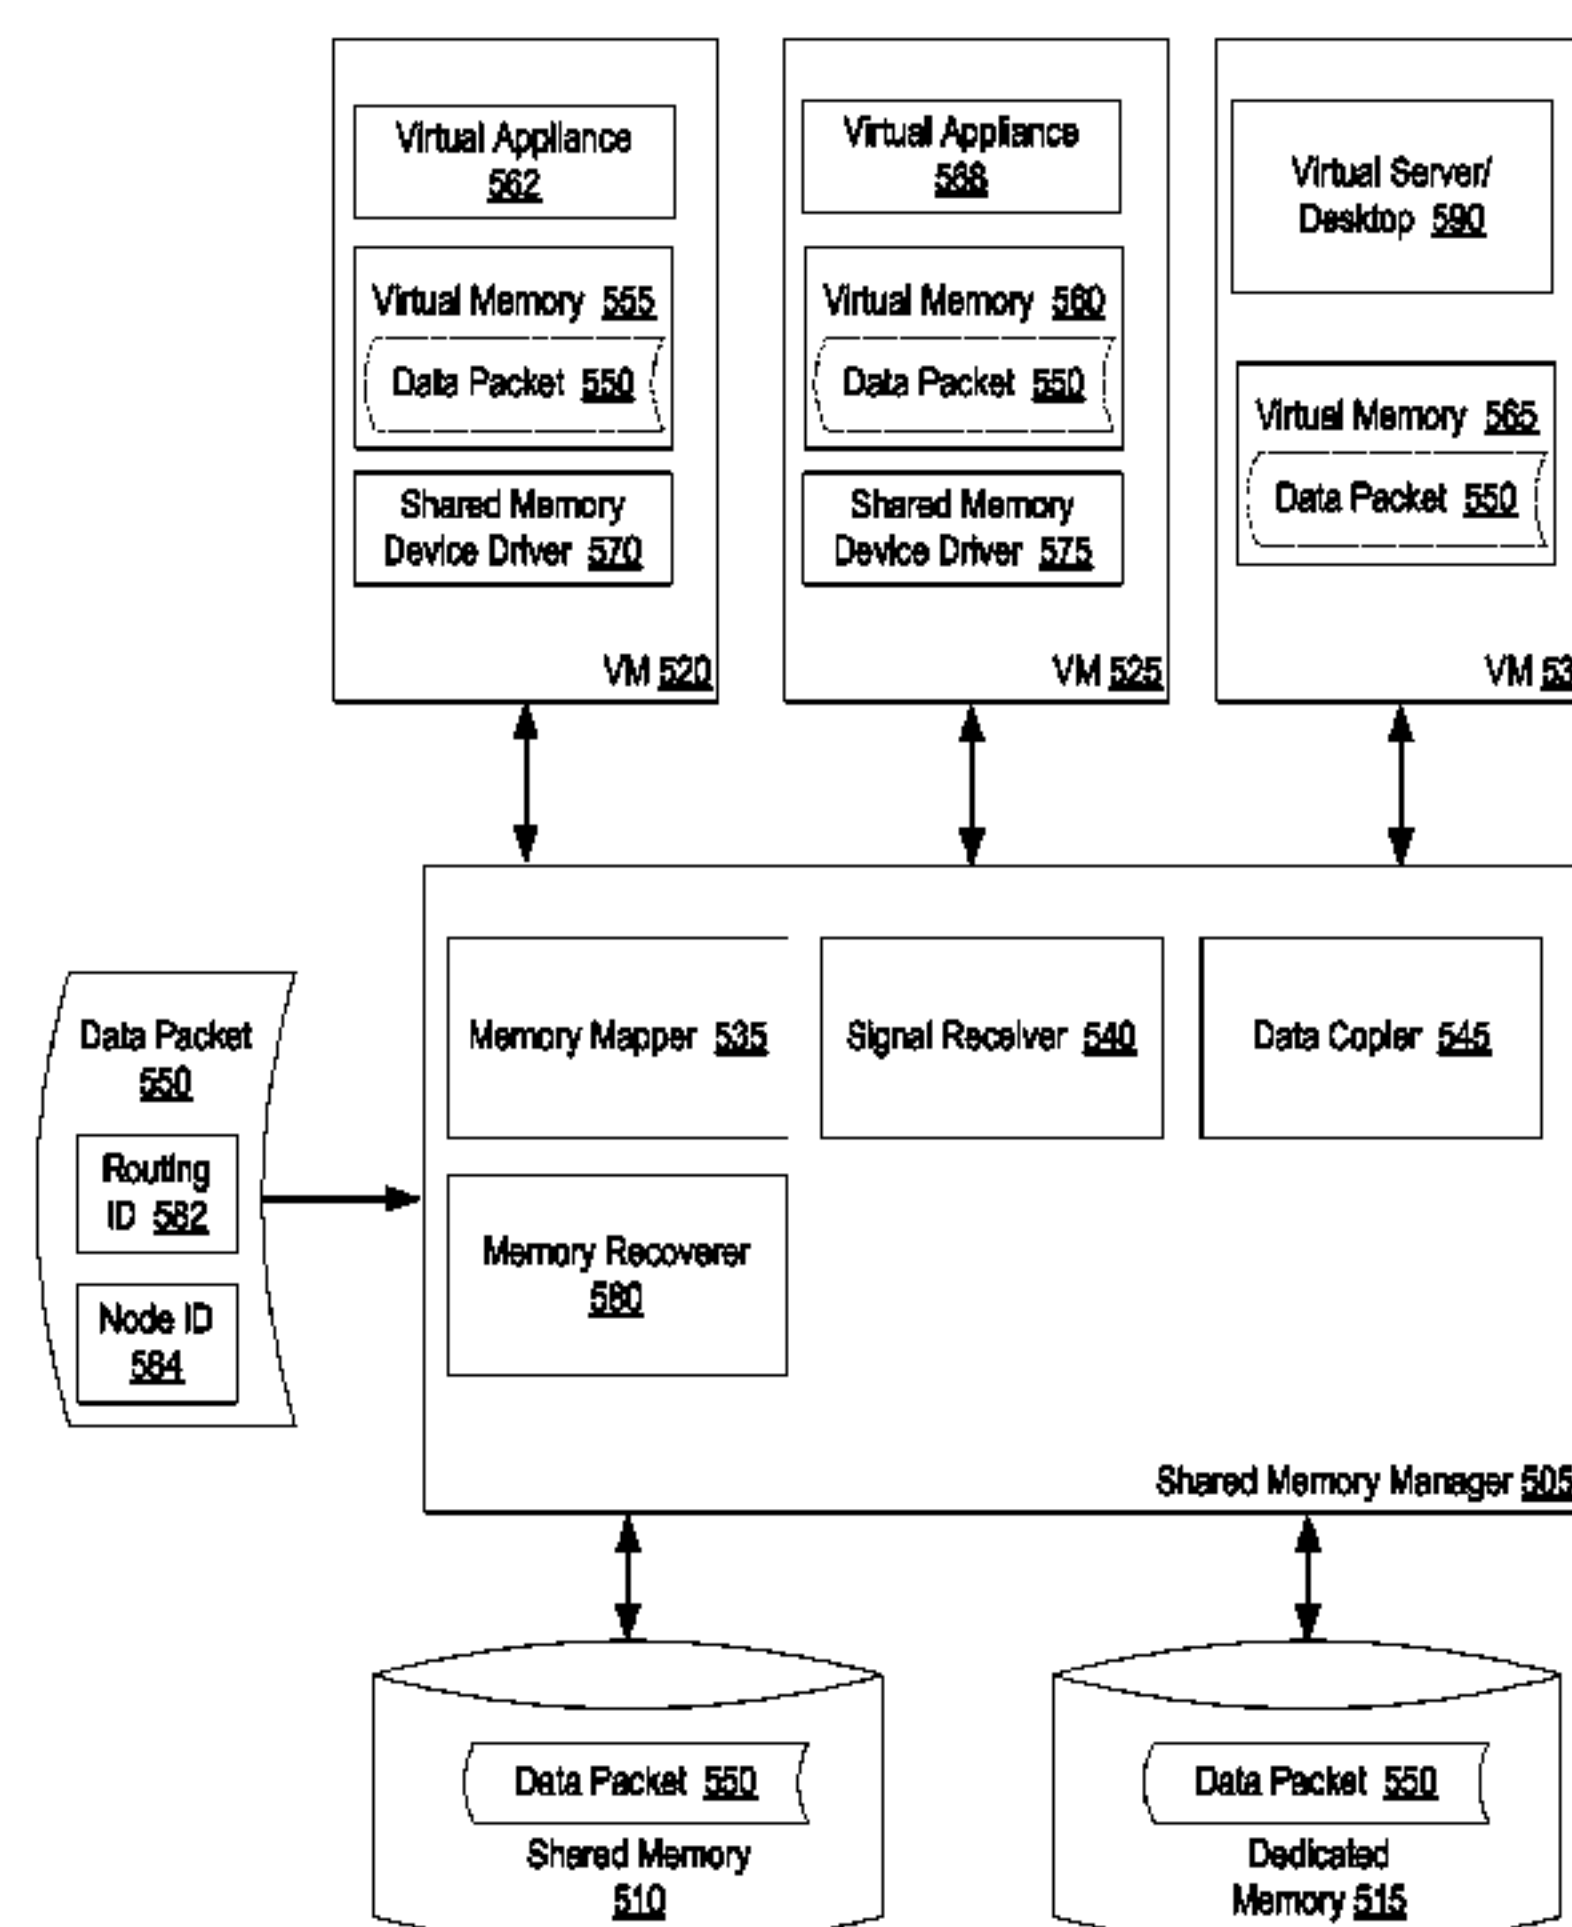 Virtual Appliance
562
Virtual Memory 555
Data Packet 550
Shared Memory
Device Driver 570
VM 520
Virtual Appliance
568
Virtual Memory 560
Data Packet 550
Shared Memory
Device Driver 575
VM 525
Virtual Server/
Desktop 590
Virtual Memory 565
Data Packet 550
VM 53
Data Packet
550
Routing
ID 582
Node ID
584
Memory Mapper 535
Signal Receiver 540
Data Copier 545
Memory Recoverer
580
Shared Memory Manager 505
Data Packet 550
Shared Memory
510
Data Packet 550
Dedicated
Memory 515